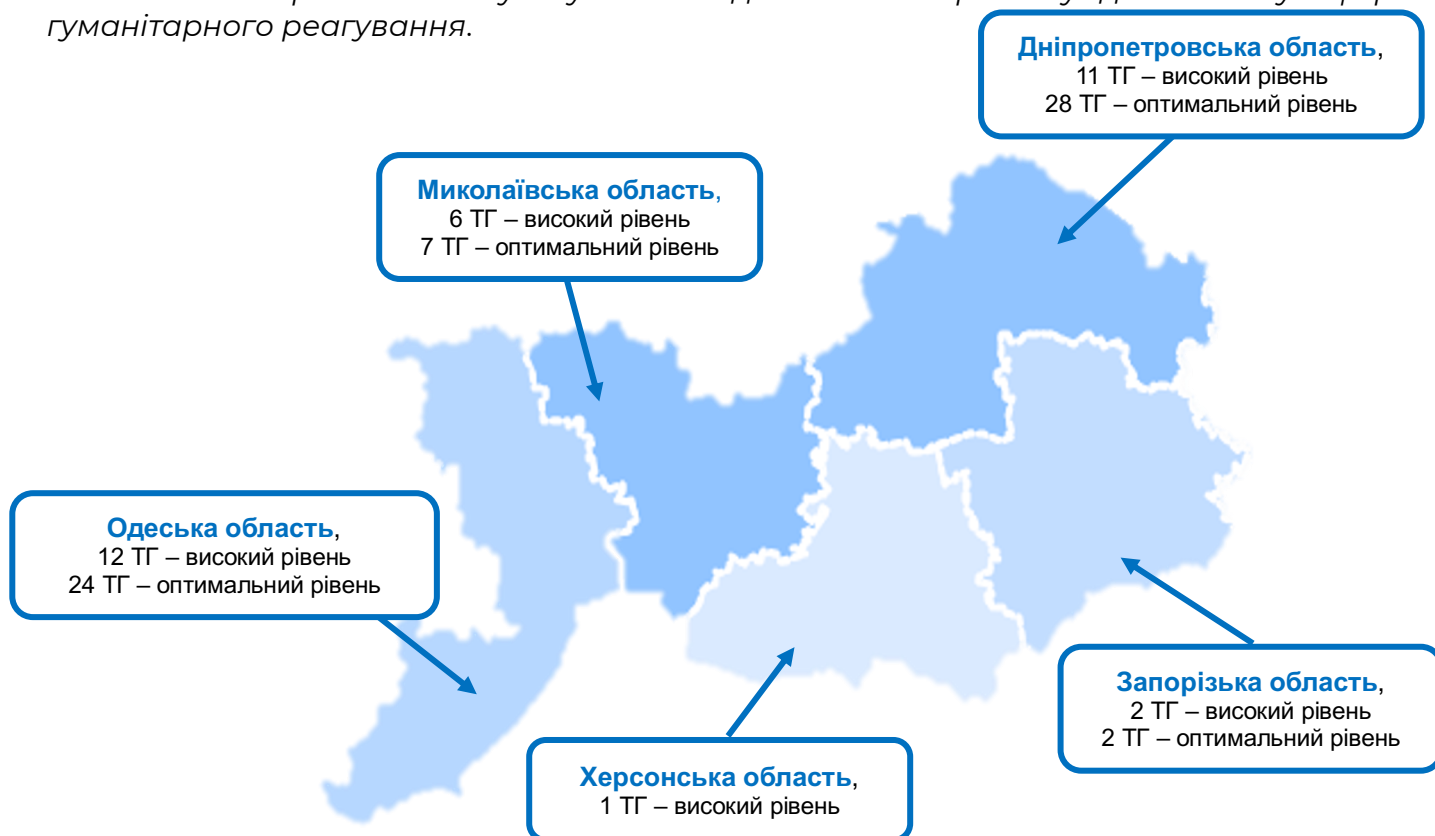 гуманітарного реагування.
Дніпропетровська область,
11 ТГ – високий рівень
28 ТГ – оптимальний рівень
Миколаївська область,
6 ТГ – високий рівень
7 ТГ – оптимальний рівень
Одеська область,
12 ТГ – високий рівень
24 ТГ – оптимальний рівень
Запорізька область,
2 ТГ – високий рівень
2 ТГ – оптимальний рівень
Херсонська область,
1 ТГ – високий рівень